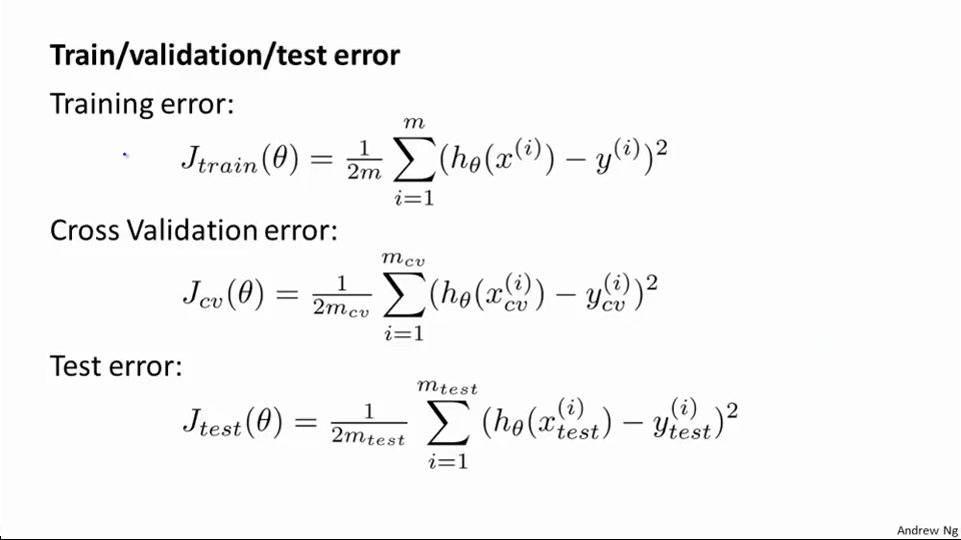 Train/validation/test error
Training error:
$J_{train}(\theta) = \frac{1}{2m} \sum_{i=1}^{m} (h_\theta(x^{(i)}) - y^{(i)})^2$
Cross Validation error:
$J_{cv}(\theta) = \frac{1}{2m_{cv}} \sum_{i=1}^{m_{cv}} (h_\theta(x_{cv}^{(i)}) - y_{cv}^{(i)})^2$
Test error:
$J_{test}(\theta) = \frac{1}{2m_{test}} \sum_{i=1}^{m_{test}} (h_\theta(x_{test}^{(i)}) - y_{test}^{(i)})^2$
Andrew Ng